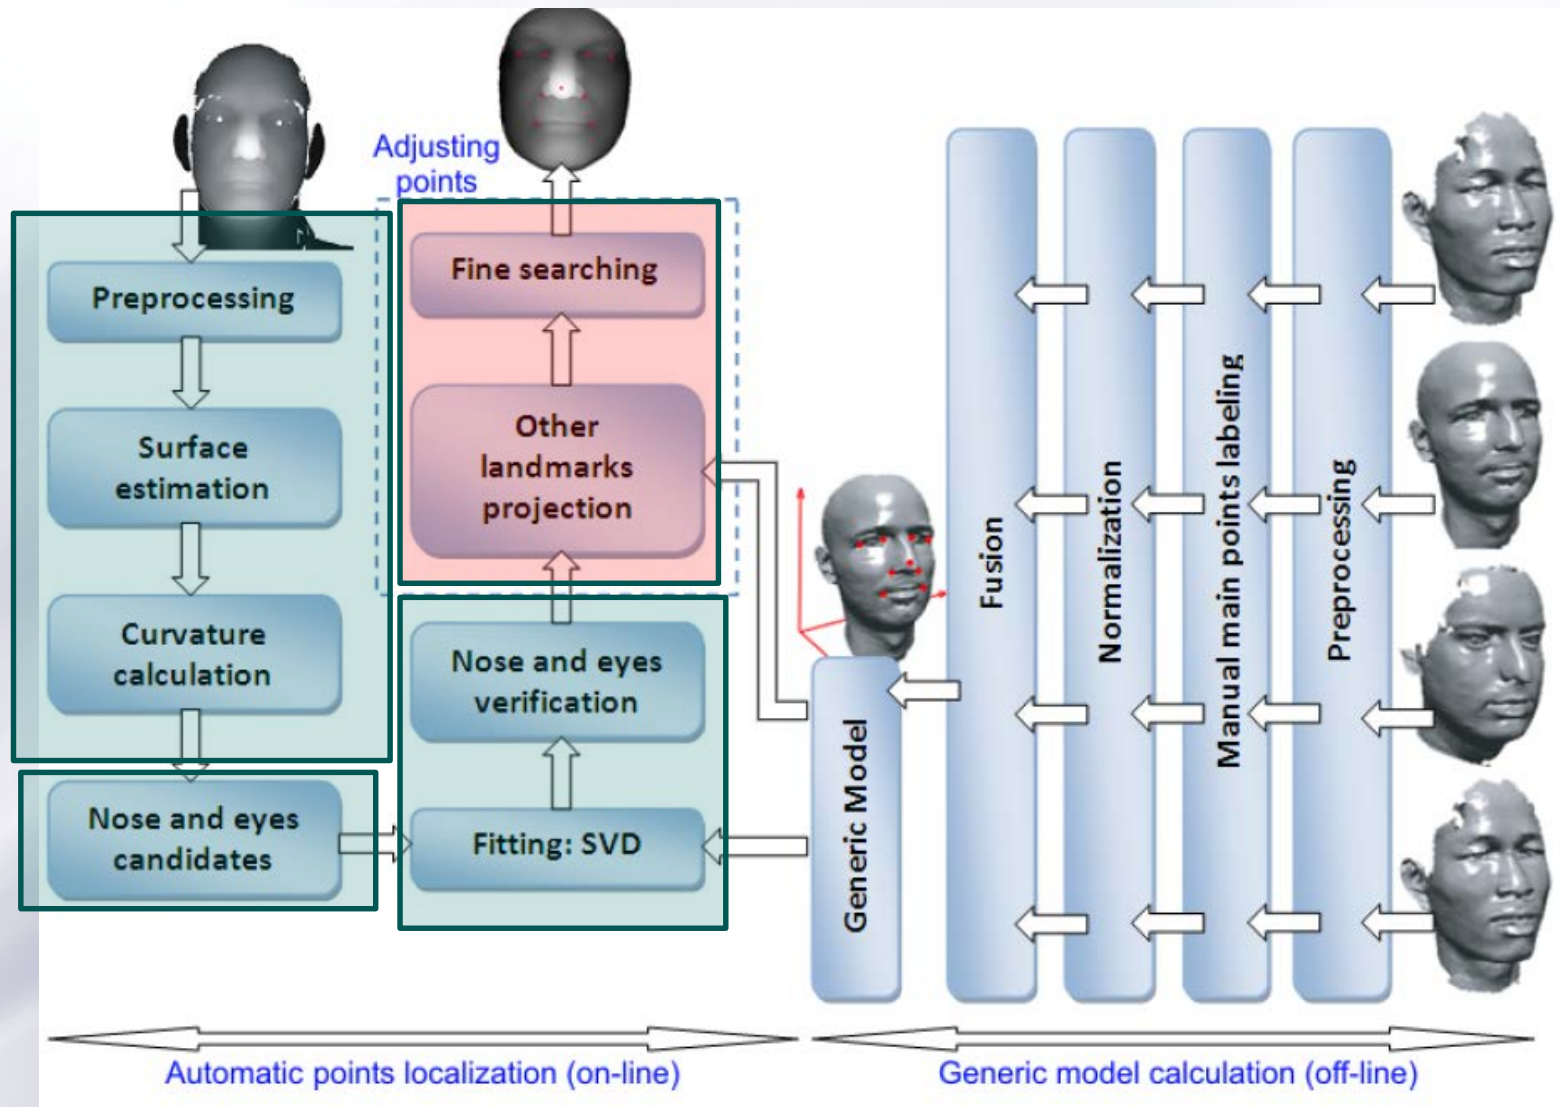 Adjusting
points
Preprocessing
Surface
estimation
Curvature
calculation
Nose and eyes
candidates
Fine searching
Other
landmarks
projection
Nose and eyes
verification
Fitting: SVD
Generic Model
Fusion
Normalization
Manual main points labeling
Preprocessing
Automatic points localization (on-line)
Generic model calculation (off-line)